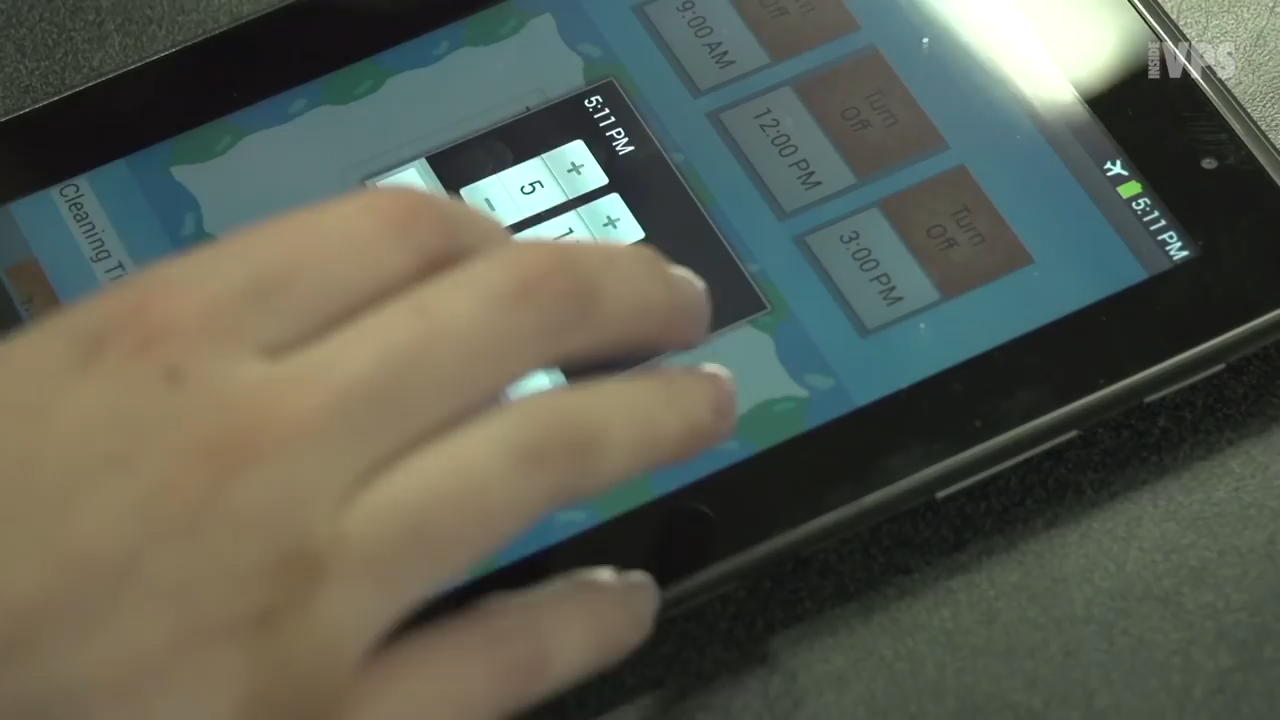 INSIDE VPS
5:11 PM
9:00 AM
Turn
Off
12:00 PM
Turn
Off
3:00 PM
Turn
Off
5:11 PM
+
5
-
+
Cleaning